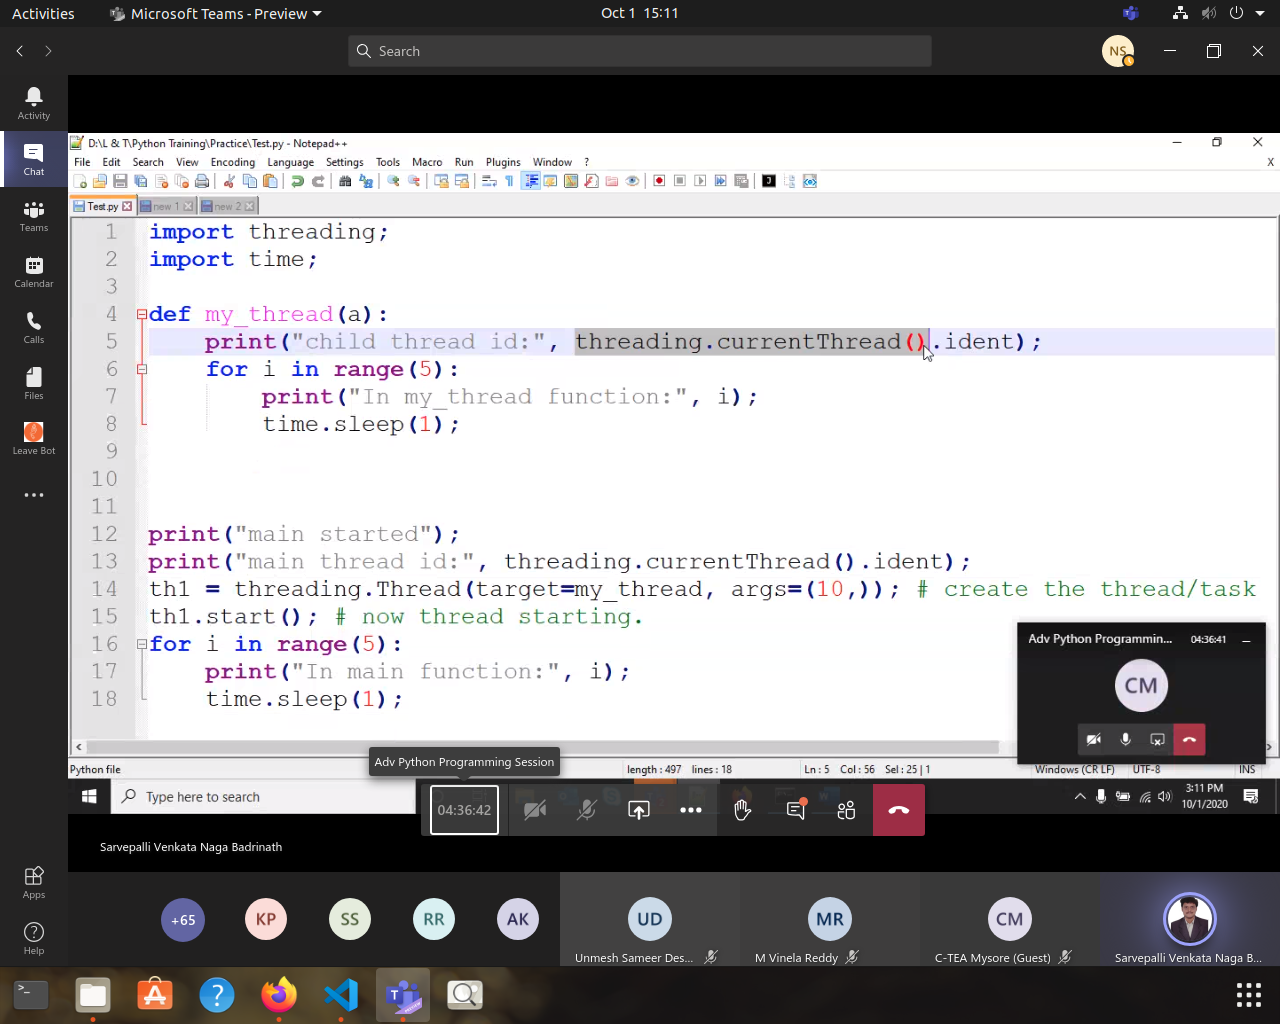 Activities
Microsoft Teams - Preview
Oct 1 15:11
Search
NS
Activity
Chat
Teams
Calendar
Calls
Files
Leave Bot
Apps
Help
D:\L & T\Python Training\Practice\Test.py - Notepad++
File Edit Search View Encoding Language Settings Tools Macro Run Plugins Window ? X
Test.py new 1 new 2
1 import threading;
2 import time;
3
4 def my_thread(a):
5 print("child thread id:", threading.currentThread().ident);
6 for i in range(5):
7 print("In my_thread function:", i);
8 time.sleep(1);
9
10
11
12 print("main started");
13 print("main thread id:", threading.currentThread().ident);
14 th1 = threading.Thread(target=my_thread, args=(10,)); # create the thread/task
15 th1.start(); # now thread starting.
16 for i in range(5):
17 print("In main function:", i);
18 time.sleep(1);
Adv Python Programmin... 04:36:41
CM
Adv Python Programming Session
Python file length : 497 lines : 18 Ln : 5 Col : 56 Sel : 25 | 1 Windows (CR LF) UTF-8 INS
Type here to search
04:36:42
3:11 PM
10/1/2020
Sarvepalli Venkata Naga Badrinath
+65 KP SS RR AK UD MR CM
Unmesh Sameer Des... M Vinela Reddy C-TEA Mysore (Guest) Sarvepalli Venkata Naga B...